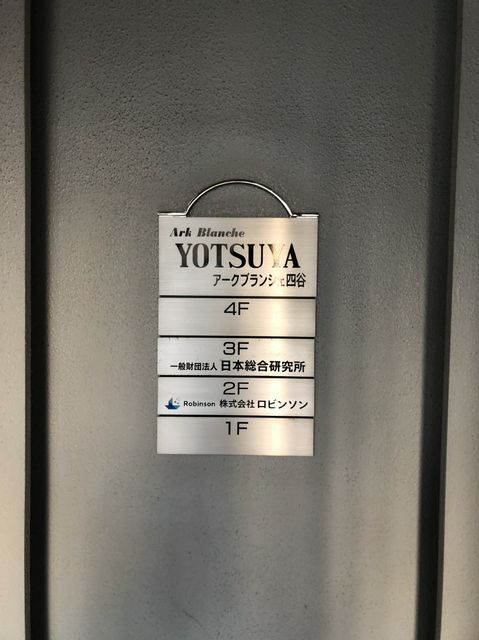 Ark Blanche
YOTSUYA
アークブランシェ四谷
4F
3F
一般財団法人 日本総合研究所
2F
Robinson 株式会社 ロビンソン
1F